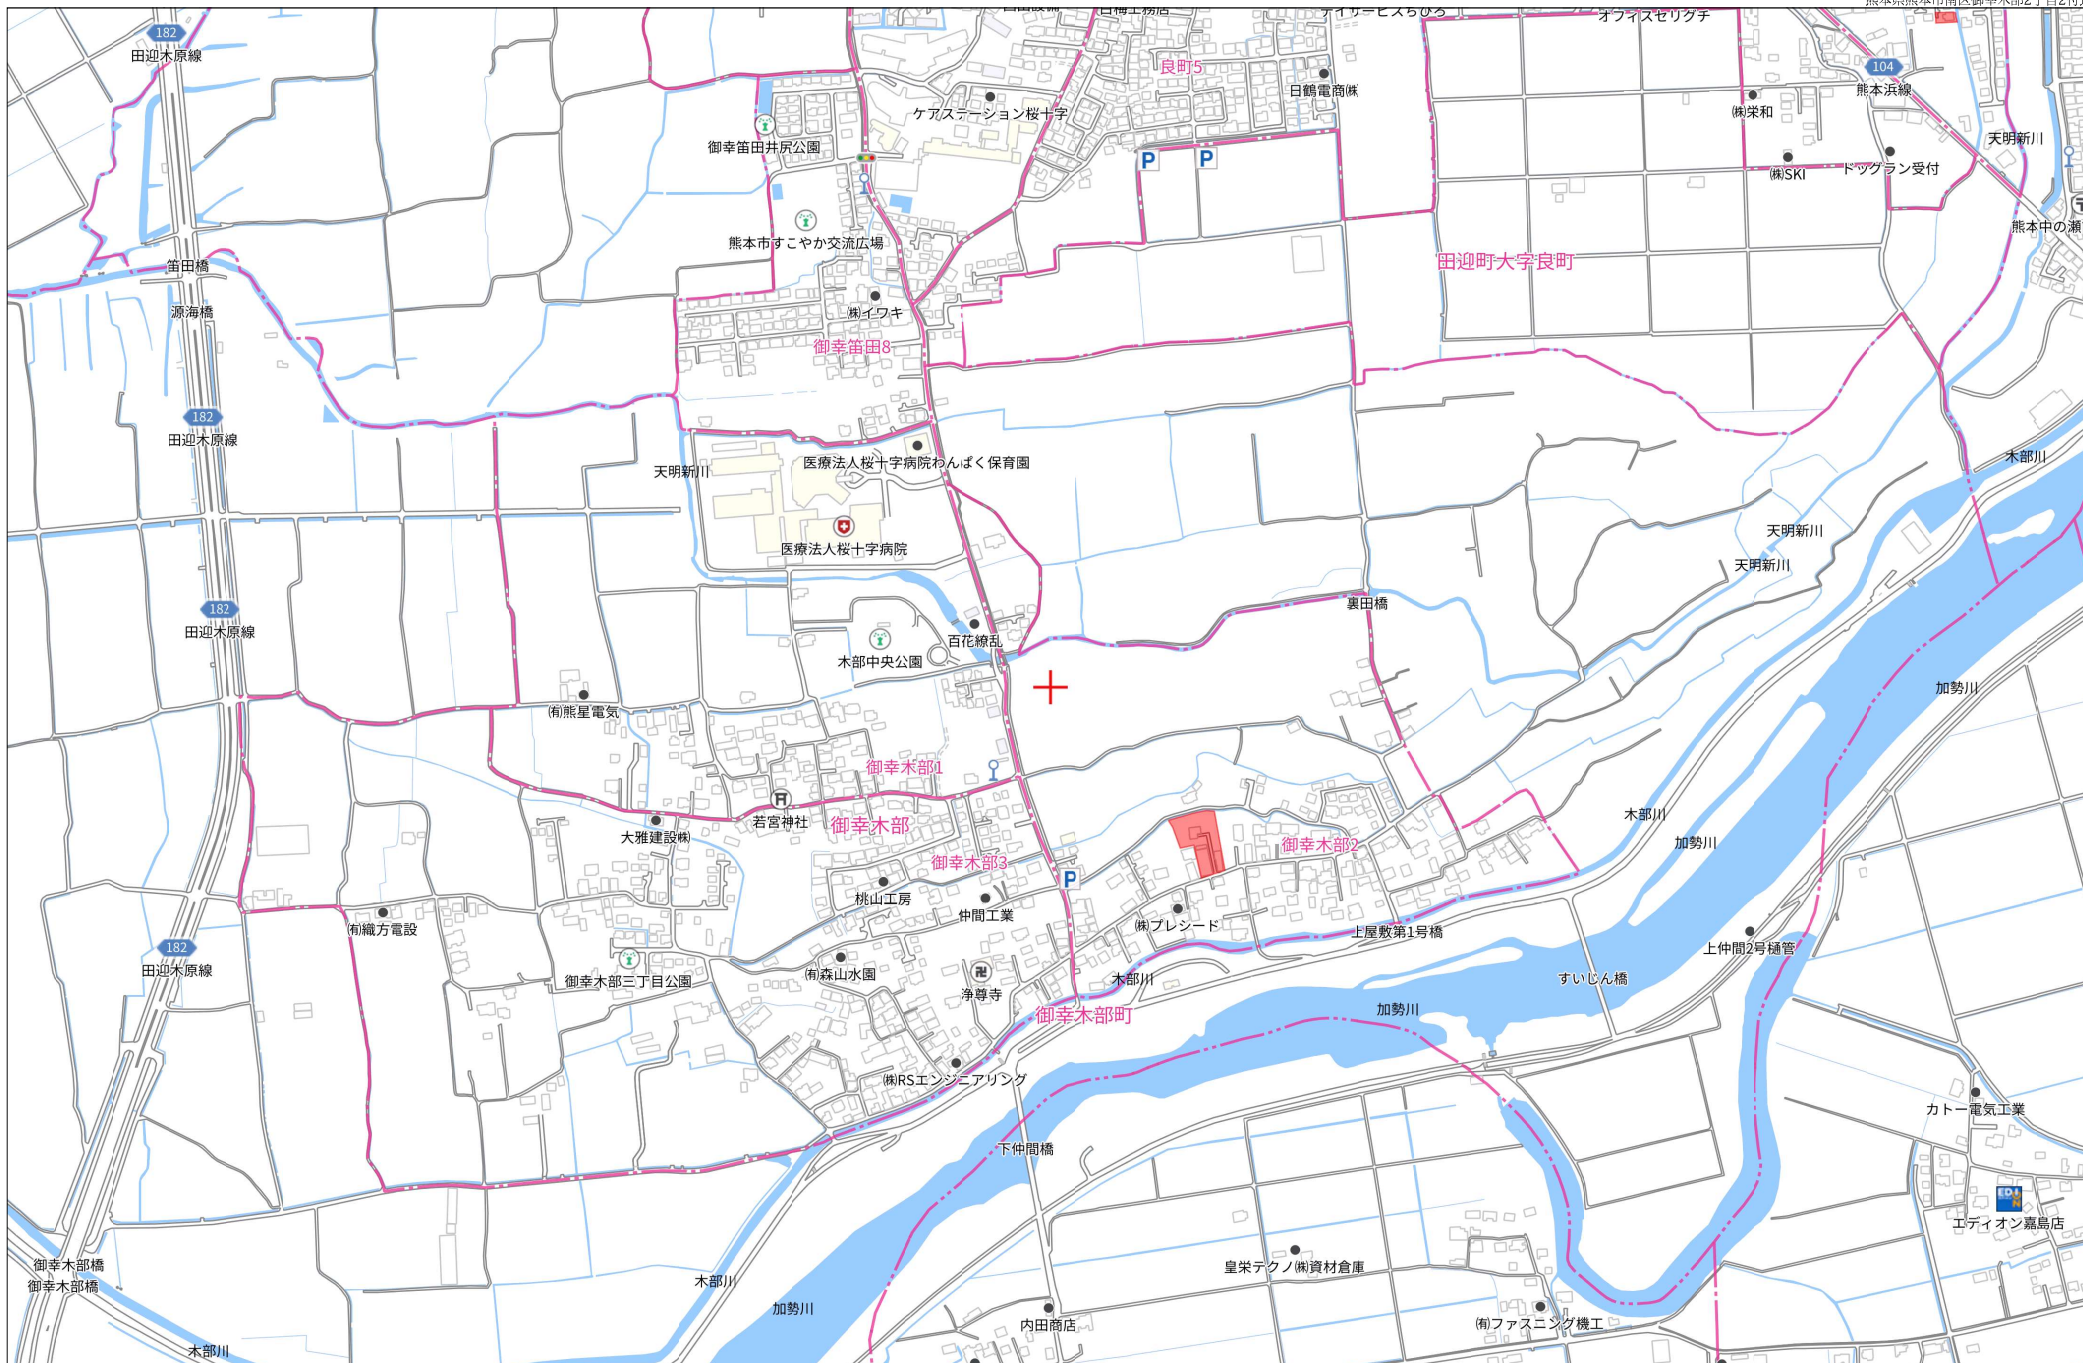 182
田迎木原線
白梅工務店
デイサービスちひろ
オフィスセリグチ
良町5
日鶴電商㈱
104
熊本浜線
㈱栄和
ケアステーション桜十字
御幸笛田井尻公園
P
P
天明新川
㈱SKI
ドッグラン受付
熊本市すこやか交流広場
熊本中の瀬
笛田橋
田迎町大字良町
源海橋
㈱イワキ
御幸笛田8
182
田迎木原線
医療法人桜十字病院わんぱく保育園
天明新川
木部川
医療法人桜十字病院
天明新川
天明新川
182
田迎木原線
裏田橋
百花繚乱
木部中央公園
加勢川
㈲熊星電気
御幸木部1
若宮神社
御幸木部
大雅建設㈱
木部川
加勢川
御幸木部2
御幸木部3
P
桃山工房
仲間工業
㈱プレシード
㈲織方電設
上屋敷第1号橋
182
田迎木原線
上仲間2号樋管
㈲森山水園
御幸木部三丁目公園
浄尊寺
木部川
すいじん橋
御幸木部町
加勢川
㈱RSエンジニアリング
カトー電気工業
下仲間橋
エディオン嘉島店
御幸木部橋
御幸木部橋
皇栄テクノ㈱資材倉庫
木部川
加勢川
内田商店
㈲ファスニング機工
木部川